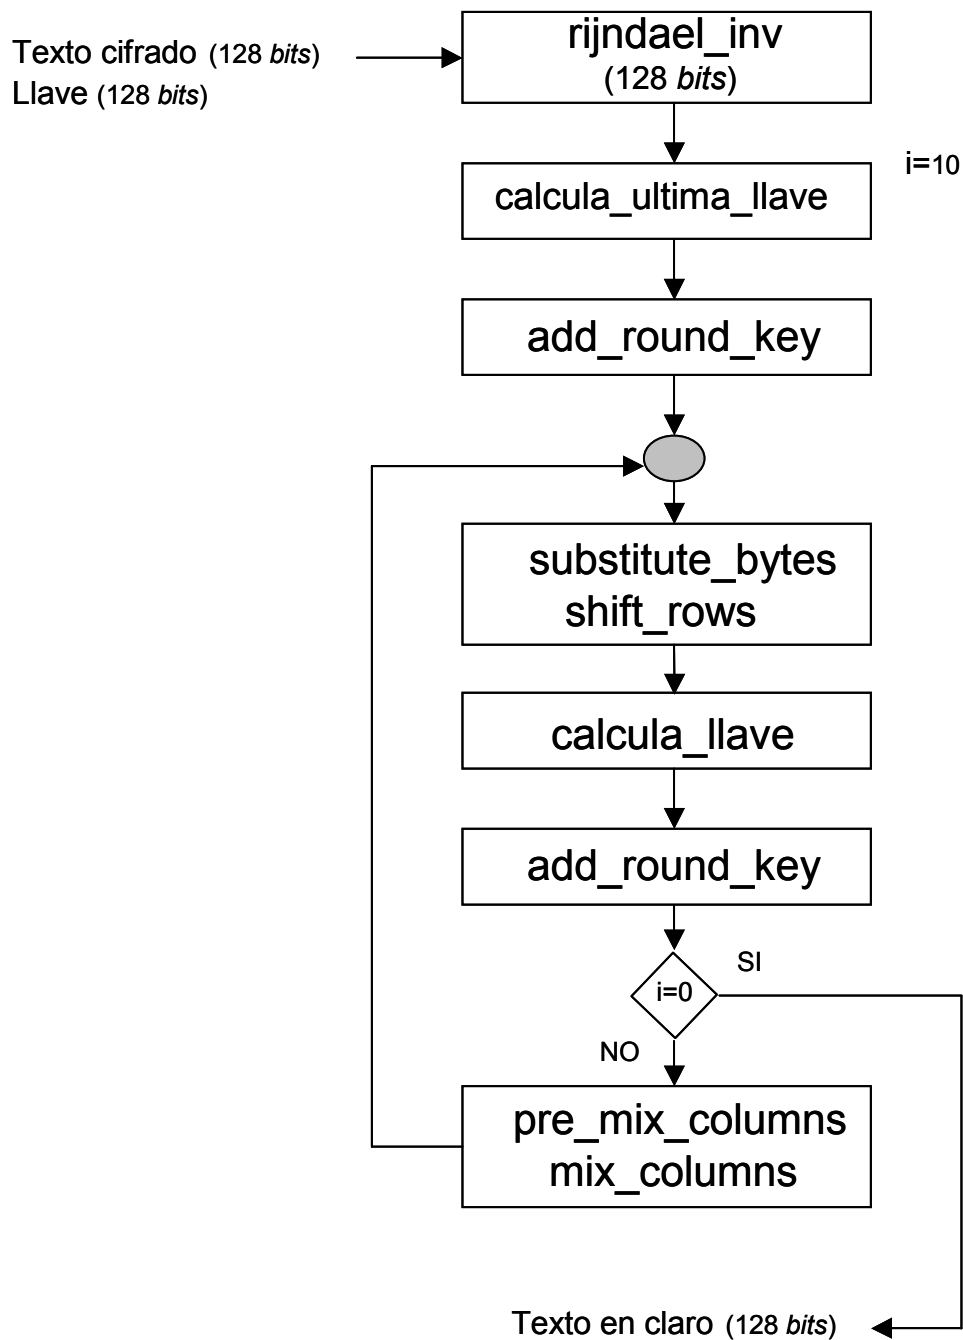 rijndael_inv
(128 bits)
Texto cifrado (128 bits)
Llave (128 bits)
i=10
calcula_ultima_llave
add_round_key
substitute_bytes
shift_rows
calcula_llave
add_round_key
SI
i=0
NO
pre_mix_columns
mix_columns
Texto en claro (128 bits)